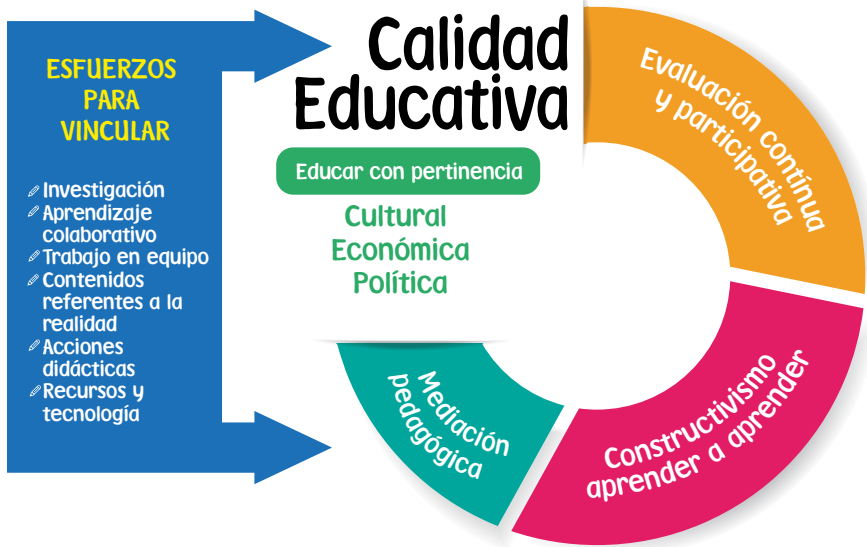 ESFUERZOS
PARA
VINCULAR
Investigación
Aprendizaje
colaborativo
Trabajo en equipo
Contenidos
referentes a la
realidad
Acciones
didácticas
Recursos y
tecnología
Calidad
Educativa
Educar con pertinencia
Cultural
Económica
Política
Evaluación contínua
y participativa
Constructivismo
aprender a aprender
Mediación
pedagógica